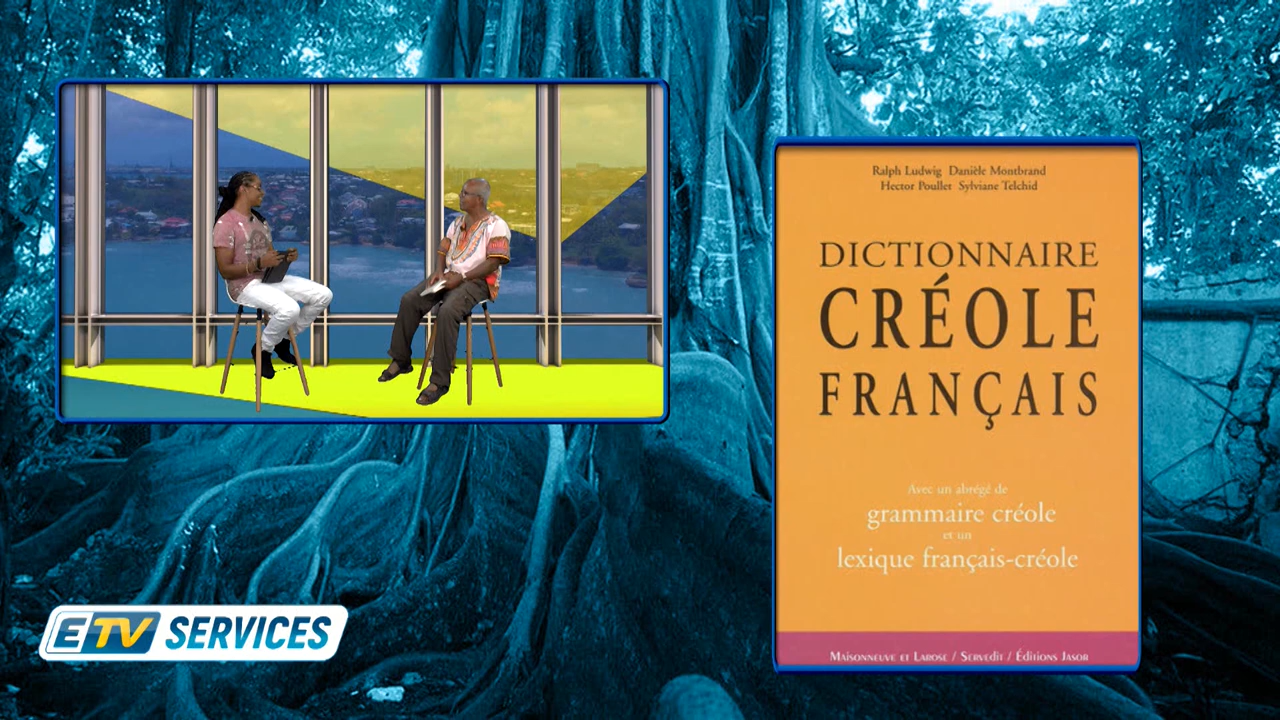 Ralph Ludwig Danièle Montbrand
Hector Poullet Sylviane Telchid
DICTIONNAIRE
CRÉOLE
FRANÇAIS
Avec un abrégé de
grammaire créole
et un
lexique français-créole
Maisonneuve et Larose / Servedit / Éditions Jasor
ETV SERVICES